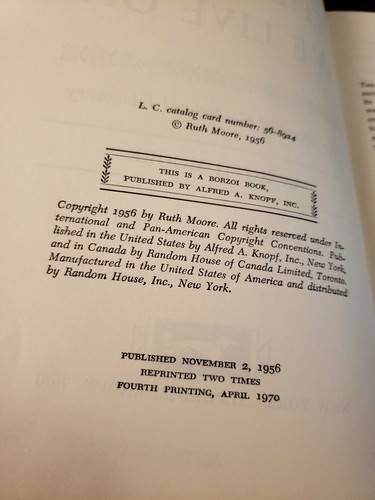 L. C. catalog card number: 56-8924
© Ruth Moore, 1956
THIS IS A BORZOI BOOK,
PUBLISHED BY ALFRED A. KNOPF, INC.
Copyright 1956 by Ruth Moore. All rights reserved under In-
ternational and Pan-American Copyright Conventions. Pub-
lished in the United States by Alfred A. Knopf, Inc., New York,
and in Canada by Random House of Canada Limited, Toronto.
Manufactured in the United States of America and distributed
by Random House, Inc., New York.
PUBLISHED NOVEMBER 2, 1956
REPRINTED TWO TIMES
FOURTH PRINTING, APRIL 1970